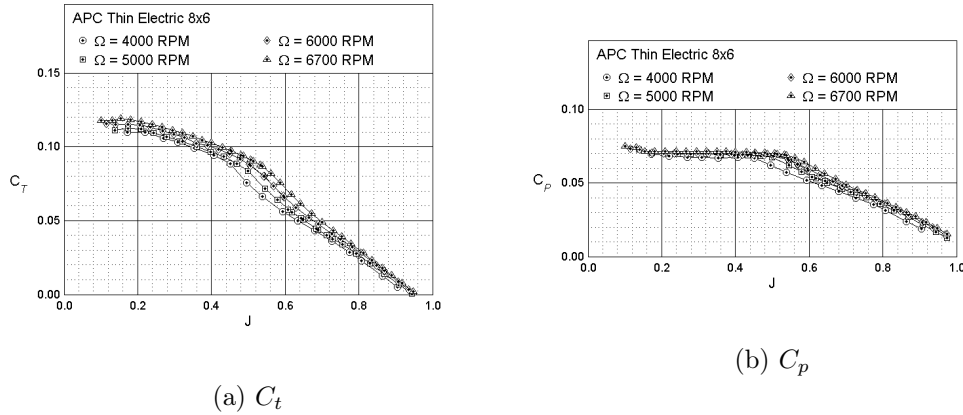 APC Thin Electric 8x6
Ω = 4000 RPM Ω = 6000 RPM
Ω = 5000 RPM Ω = 6700 RPM
0.15
0.10
C_T
0.05
0.00
0.0 0.2 0.4 0.6 0.8 1.0
J
(a) C_t
APC Thin Electric 8x6
Ω = 4000 RPM Ω = 6000 RPM
Ω = 5000 RPM Ω = 6700 RPM
0.10
C_P
0.05
0.00
0.0 0.2 0.4 0.6 0.8 1.0
J
(b) C_p